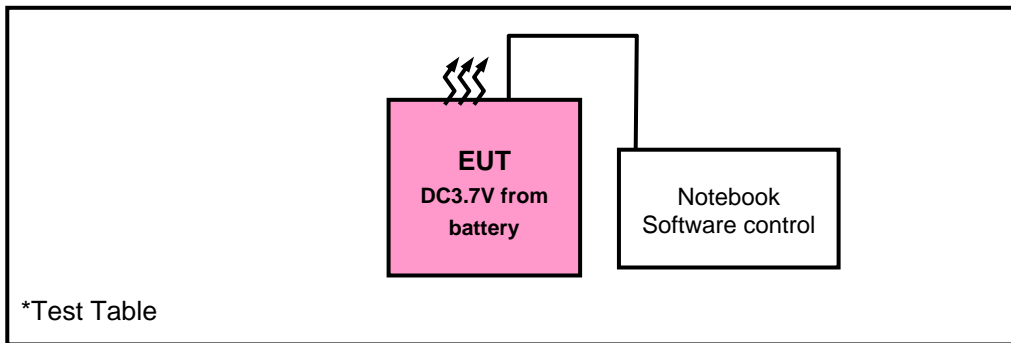 EUT
DC3.7V from
battery
Notebook
Software control
*Test Table